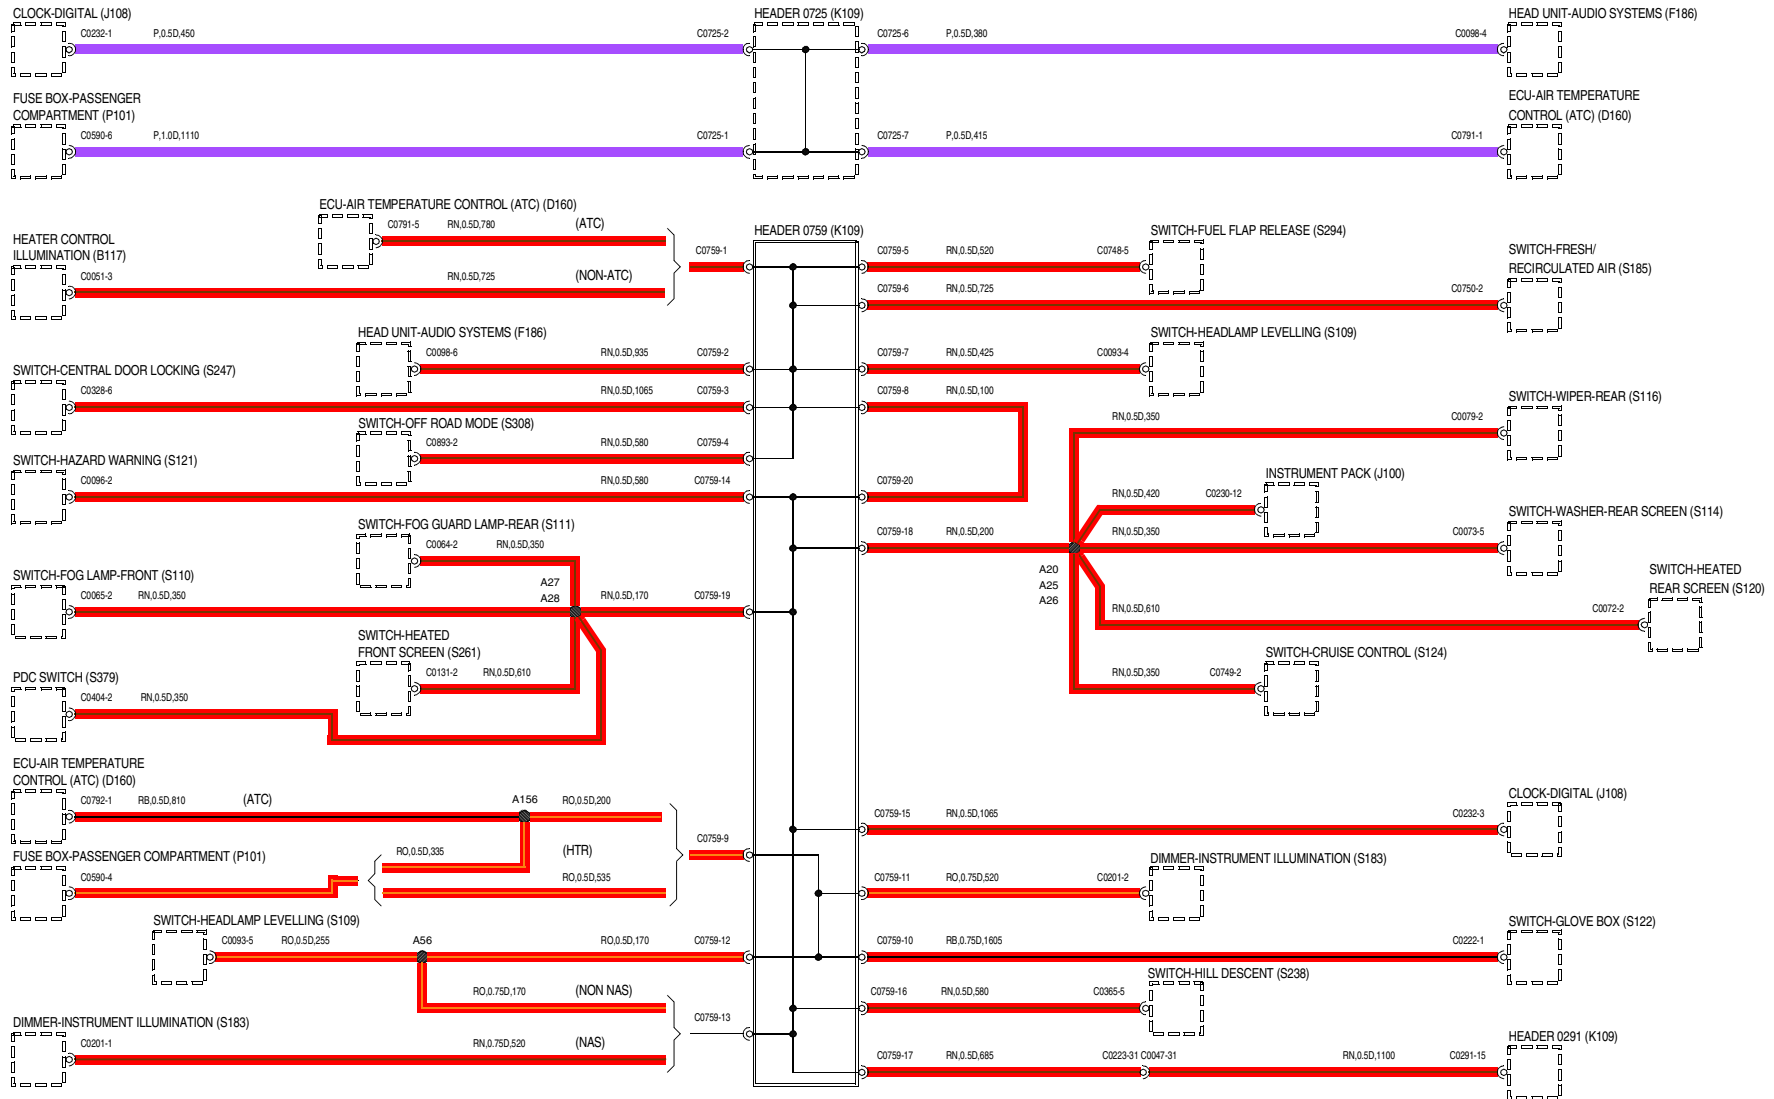 CLOCK-DIGITAL (J108)
C0232-1
P,0.5D,450
C0725-2
HEADER 0725 (K109)
C0725-6
P,0.5D,380
C0098-4
HEAD UNIT-AUDIO SYSTEMS (F186)
FUSE BOX-PASSENGER
COMPARTMENT (P101)
C0590-6
P,1.0D,1110
C0725-1
C0725-7
P,0.5D,415
C0791-1
ECU-AIR TEMPERATURE
CONTROL (ATC) (D160)
ECU-AIR TEMPERATURE CONTROL (ATC) (D160)
C0791-5
RN,0.5D,780
(ATC)
HEATER CONTROL
ILLUMINATION (B117)
C0051-3
RN,0.5D,725
(NON-ATC)
C0759-1
HEADER 0759 (K109)
C0759-5
RN,0.5D,520
C0748-5
SWITCH-FUEL FLAP RELEASE (S294)
C0759-6
RN,0.5D,725
C0750-2
SWITCH-FRESH/
RECIRCULATED AIR (S185)
HEAD UNIT-AUDIO SYSTEMS (F186)
C0098-6
RN,0.5D,935
C0759-2
C0759-7
RN,0.5D,425
C0093-4
SWITCH-HEADLAMP LEVELLING (S109)
SWITCH-CENTRAL DOOR LOCKING (S247)
C0328-6
RN,0.5D,1065
C0759-3
C0759-8
RN,0.5D,100
SWITCH-OFF ROAD MODE (S308)
C0893-2
RN,0.5D,580
C0759-4
RN,0.5D,350
C0079-2
SWITCH-WIPER-REAR (S116)
SWITCH-HAZARD WARNING (S121)
C0096-2
RN,0.5D,580
C0759-14
C0759-20
RN,0.5D,420
C0230-12
INSTRUMENT PACK (J100)
SWITCH-FOG GUARD LAMP-REAR (S111)
C0064-2
RN,0.5D,350
C0759-18
RN,0.5D,200
RN,0.5D,350
C0073-5
SWITCH-WASHER-REAR SCREEN (S114)
A27
A28
A20
A25
A26
SWITCH-FOG LAMP-FRONT (S110)
C0065-2
RN,0.5D,350
RN,0.5D,170
C0759-19
RN,0.5D,610
C0072-2
SWITCH-HEATED
REAR SCREEN (S120)
SWITCH-HEATED
FRONT SCREEN (S261)
C0131-2
RN,0.5D,610
RN,0.5D,350
C0749-2
SWITCH-CRUISE CONTROL (S124)
PDC SWITCH (S379)
C0404-2
RN,0.5D,350
ECU-AIR TEMPERATURE
CONTROL (ATC) (D160)
C0792-1
RB,0.5D,810
(ATC)
A156
RO,0.5D,200
C0759-15
RN,0.5D,1065
C0232-3
CLOCK-DIGITAL (J108)
FUSE BOX-PASSENGER COMPARTMENT (P101)
C0590-4
RO,0.5D,335
(HTR)
RO,0.5D,535
C0759-9
C0759-11
RO,0.75D,520
C0201-2
DIMMER-INSTRUMENT ILLUMINATION (S183)
SWITCH-HEADLAMP LEVELLING (S109)
C0093-5
RO,0.5D,255
A56
RO,0.5D,170
C0759-12
C0759-10
RB,0.75D,1605
C0222-1
SWITCH-GLOVE BOX (S122)
RO,0.75D,170
(NON NAS)
C0759-16
RN,0.5D,580
C0365-5
SWITCH-HILL DESCENT (S238)
C0759-13
DIMMER-INSTRUMENT ILLUMINATION (S183)
C0201-1
RN,0.75D,520
(NAS)
C0759-17
RN,0.5D,685
C0223-31 C0047-31
RN,0.5D,1100
C0291-15
HEADER 0291 (K109)